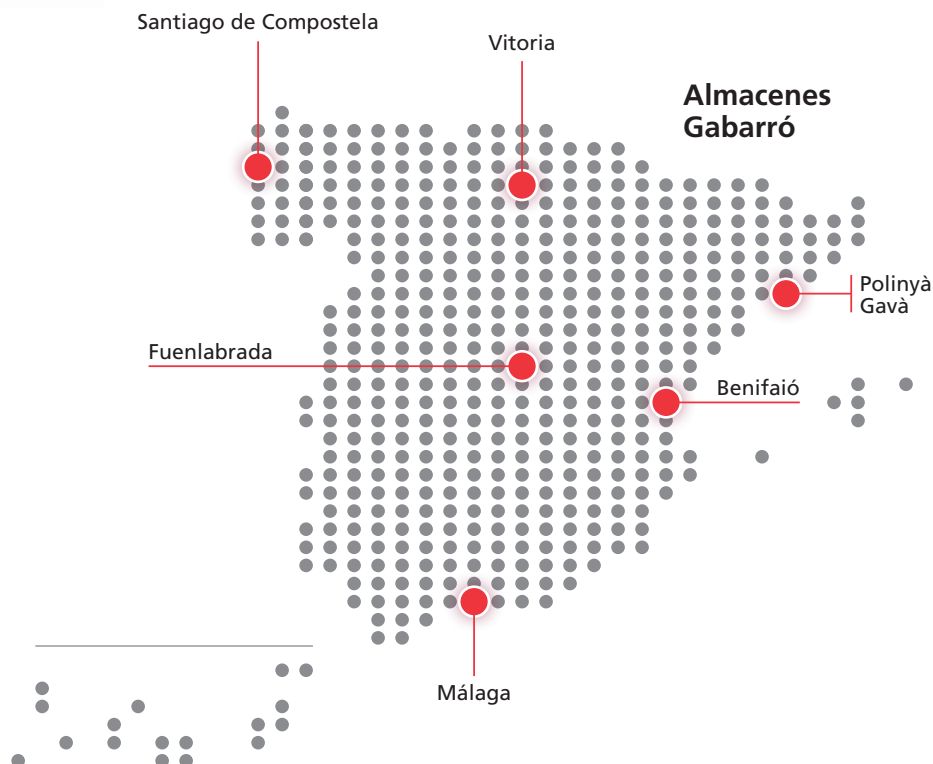 Santiago de Compostela
Vitoria
Almacenes
Gabarró
Polinyà
Gavà
Fuenlabrada
Benifaió
Málaga